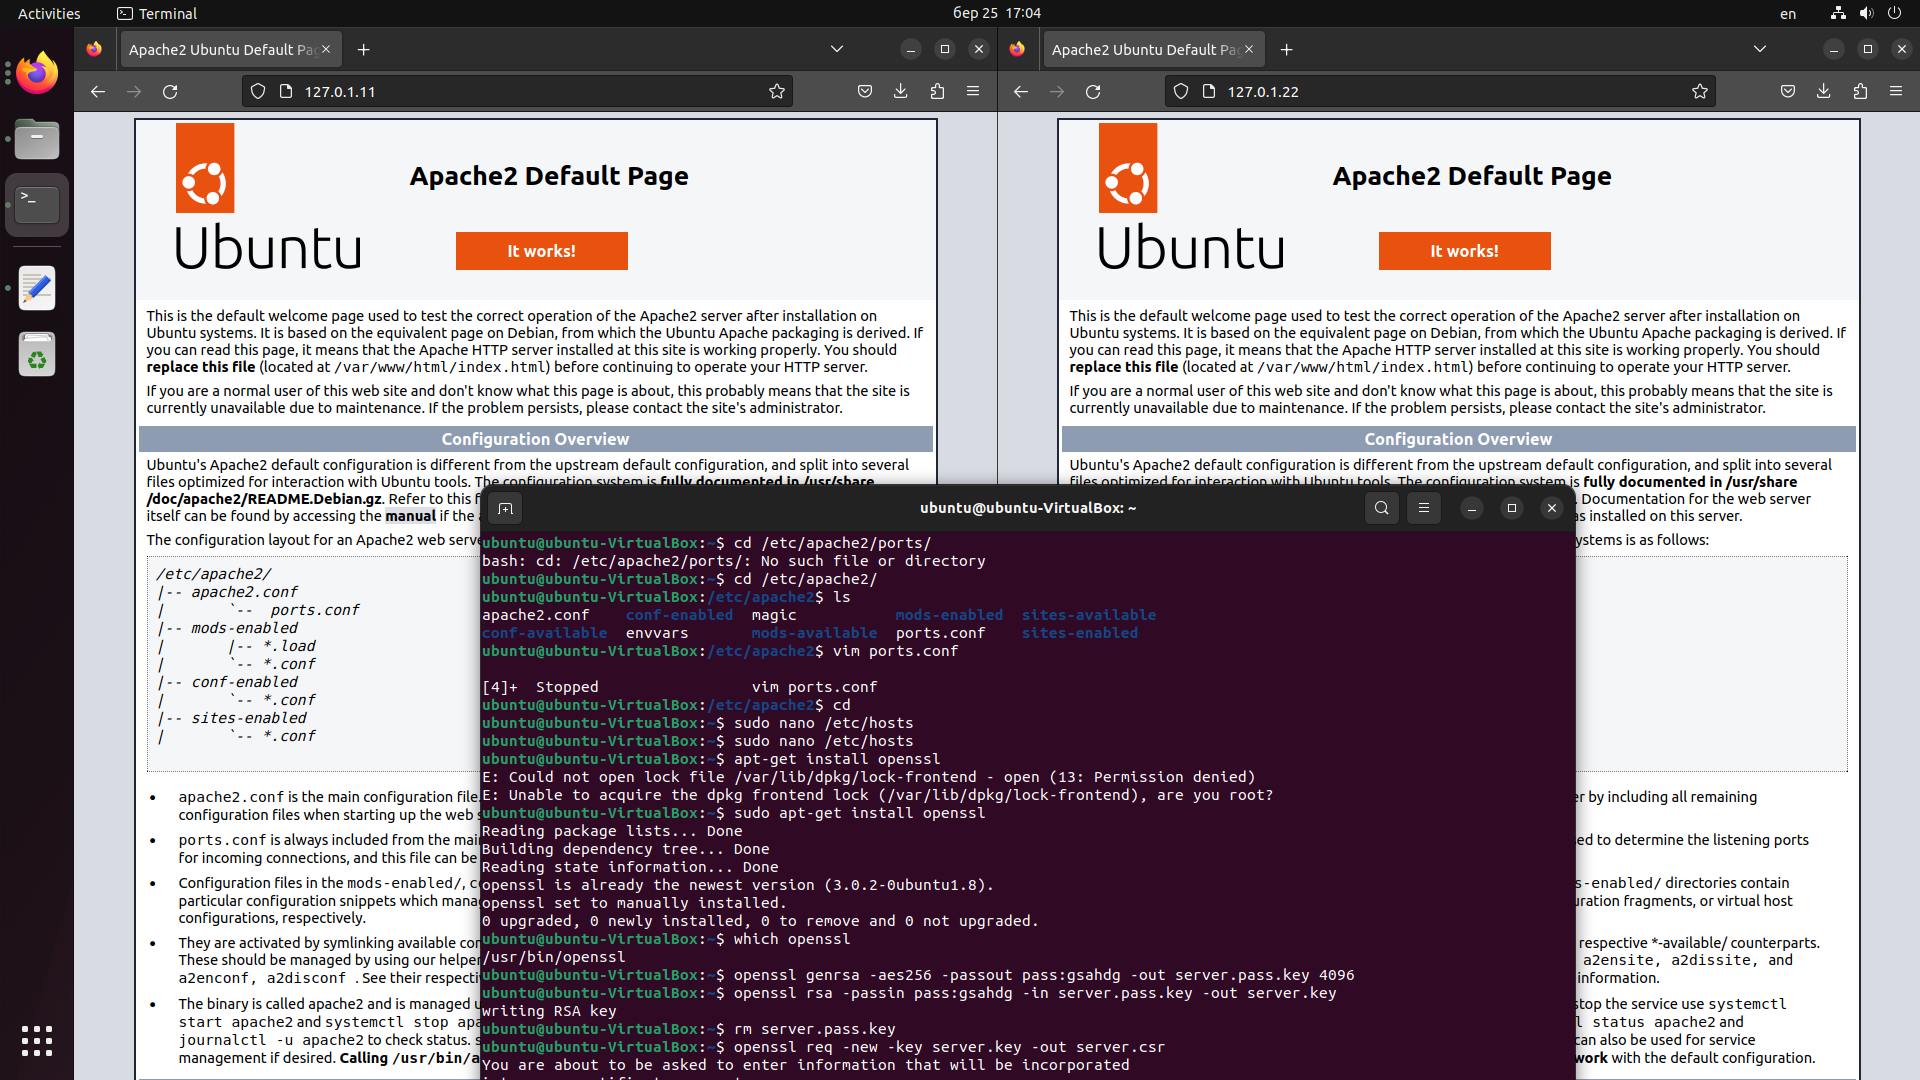 Activities
Terminal
бер 25 17:04
en
Apache2 Ubuntu Default Pag
127.0.1.11
Apache2 Default Page
Ubuntu
It works!
This is the default welcome page used to test the correct operation of the Apache2 server after installation on
Ubuntu systems. It is based on the equivalent page on Debian, from which the Ubuntu Apache packaging is derived. If
you can read this page, it means that the Apache HTTP server installed at this site is working properly. You should
replace this file (located at /var/www/html/index.html) before continuing to operate your HTTP server.
If you are a normal user of this web site and don't know what this page is about, this probably means that the site is
currently unavailable due to maintenance. If the problem persists, please contact the site's administrator.
Configuration Overview
Ubuntu's Apache2 default configuration is different from the upstream default configuration, and split into several
files optimized for interaction with Ubuntu tools. The configuration system is fully documented in /usr/share
/doc/apache2/README.Debian.gz. Refer to this f
itself can be found by accessing the manual if the a
The configuration layout for an Apache2 web serve
/etc/apache2/
|-- apache2.conf
|       `--  ports.conf
|-- mods-enabled
|       |-- *.load
|       `-- *.conf
|-- conf-enabled
|       `-- *.conf
|-- sites-enabled
|       `-- *.conf
• apache2.conf is the main configuration file.
configuration files when starting up the web s
• ports.conf is always included from the mai
for incoming connections, and this file can be
• Configuration files in the mods-enabled/, c
particular configuration snippets which mana
configurations, respectively.
• They are activated by symlinking available con
These should be managed by using our helper
a2enconf, a2disconf . See their respecti
• The binary is called apache2 and is managed u
start apache2 and systemctl stop apa
journalctl -u apache2 to check status. s
management if desired. Calling /usr/bin/a
Apache2 Ubuntu Default Pag
127.0.1.22
Apache2 Default Page
Ubuntu
It works!
This is the default welcome page used to test the correct operation of the Apache2 server after installation on
Ubuntu systems. It is based on the equivalent page on Debian, from which the Ubuntu Apache packaging is derived. If
you can read this page, it means that the Apache HTTP server installed at this site is working properly. You should
replace this file (located at /var/www/html/index.html) before continuing to operate your HTTP server.
If you are a normal user of this web site and don't know what this page is about, this probably means that the site is
currently unavailable due to maintenance. If the problem persists, please contact the site's administrator.
Configuration Overview
Ubuntu's Apache2 default configuration is different from the upstream default configuration, and split into several
files optimized for interaction with Ubuntu tools. The configuration system is fully documented in /usr/share
. Documentation for the web server
as installed on this server.
ystems is as follows:
er by including all remaining
ed to determine the listening ports
s-enabled/ directories contain
uration fragments, or virtual host
respective *-available/ counterparts.
a2ensite, a2dissite, and
information.
stop the service use systemctl
l status apache2 and
can also be used for service
work with the default configuration.
ubuntu@ubuntu-VirtualBox: ~
ubuntu@ubuntu-VirtualBox:~$ cd /etc/apache2/ports/
bash: cd: /etc/apache2/ports/: No such file or directory
ubuntu@ubuntu-VirtualBox:~$ cd /etc/apache2/
ubuntu@ubuntu-VirtualBox:/etc/apache2$ ls
apache2.conf    conf-enabled  magic           mods-enabled  sites-available
conf-available  envvars       mods-available  ports.conf    sites-enabled
ubuntu@ubuntu-VirtualBox:/etc/apache2$ vim ports.conf
[4]+  Stopped                 vim ports.conf
ubuntu@ubuntu-VirtualBox:/etc/apache2$ cd
ubuntu@ubuntu-VirtualBox:~$ sudo nano /etc/hosts
ubuntu@ubuntu-VirtualBox:~$ sudo nano /etc/hosts
ubuntu@ubuntu-VirtualBox:~$ apt-get install openssl
E: Could not open lock file /var/lib/dpkg/lock-frontend - open (13: Permission denied)
E: Unable to acquire the dpkg frontend lock (/var/lib/dpkg/lock-frontend), are you root?
ubuntu@ubuntu-VirtualBox:~$ sudo apt-get install openssl
Reading package lists... Done
Building dependency tree... Done
Reading state information... Done
openssl is already the newest version (3.0.2-0ubuntu1.8).
openssl set to manually installed.
0 upgraded, 0 newly installed, 0 to remove and 0 not upgraded.
ubuntu@ubuntu-VirtualBox:~$ which openssl
/usr/bin/openssl
ubuntu@ubuntu-VirtualBox:~$ openssl genrsa -aes256 -passout pass:gsahdg -out server.pass.key 4096
ubuntu@ubuntu-VirtualBox:~$ openssl rsa -passin pass:gsahdg -in server.pass.key -out server.key
writing RSA key
ubuntu@ubuntu-VirtualBox:~$ rm server.pass.key
ubuntu@ubuntu-VirtualBox:~$ openssl req -new -key server.key -out server.csr
You are about to be asked to enter information that will be incorporated